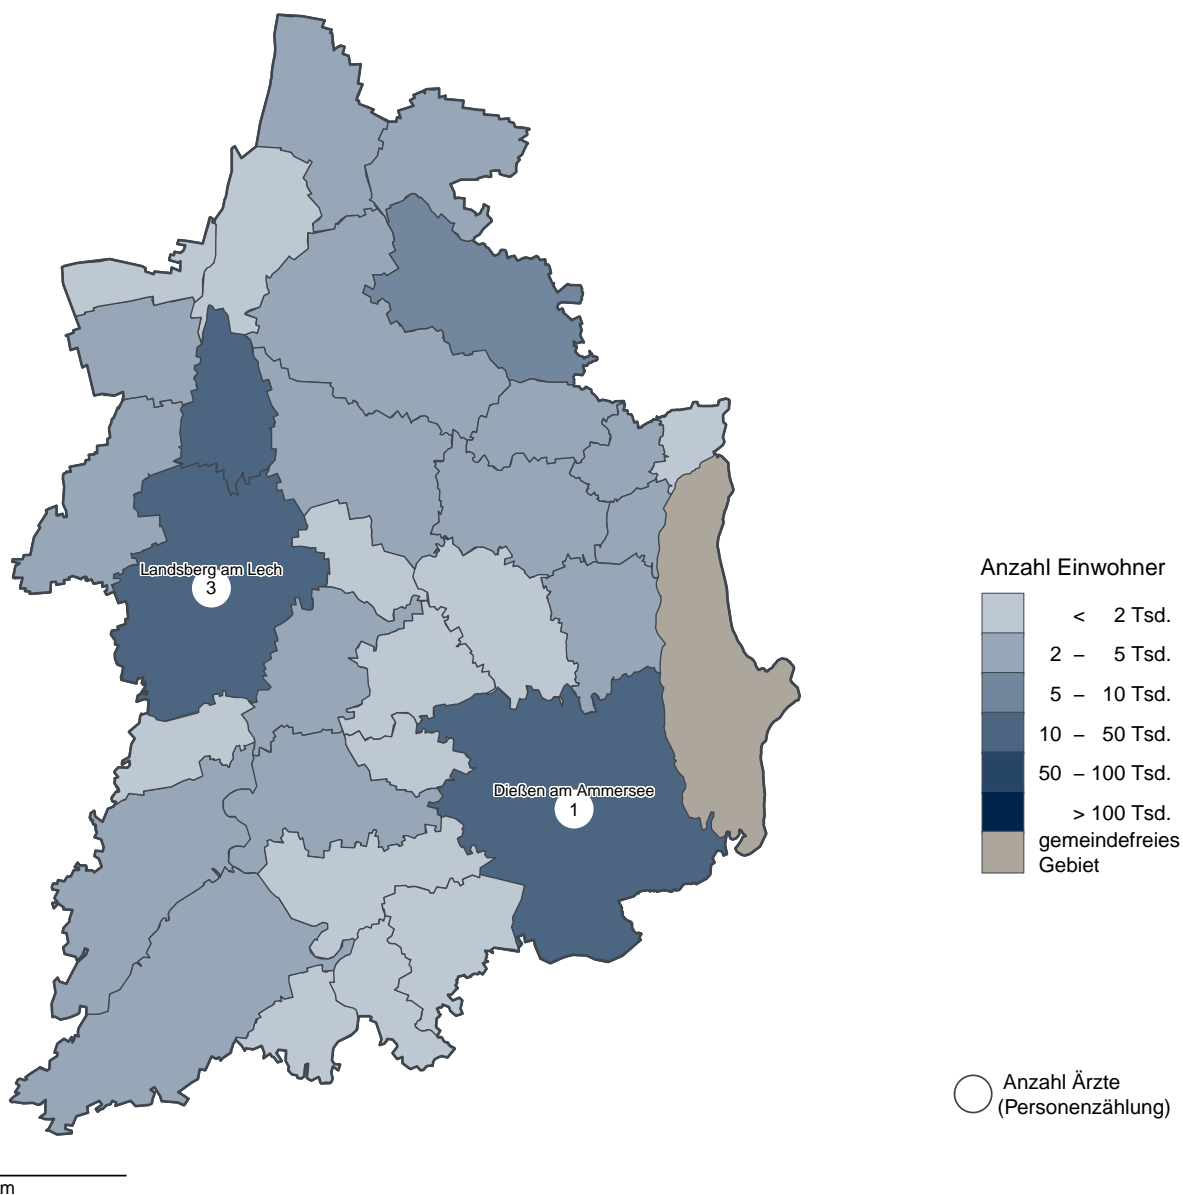 Landsberg am Lech
3
Dießen am Ammersee
1
Anzahl Einwohner
< 2 Tsd.
2 – 5 Tsd.
5 – 10 Tsd.
10 – 50 Tsd.
50 – 100 Tsd.
> 100 Tsd.
gemeindefreies
Gebiet
Anzahl Ärzte
(Personenzählung)
m